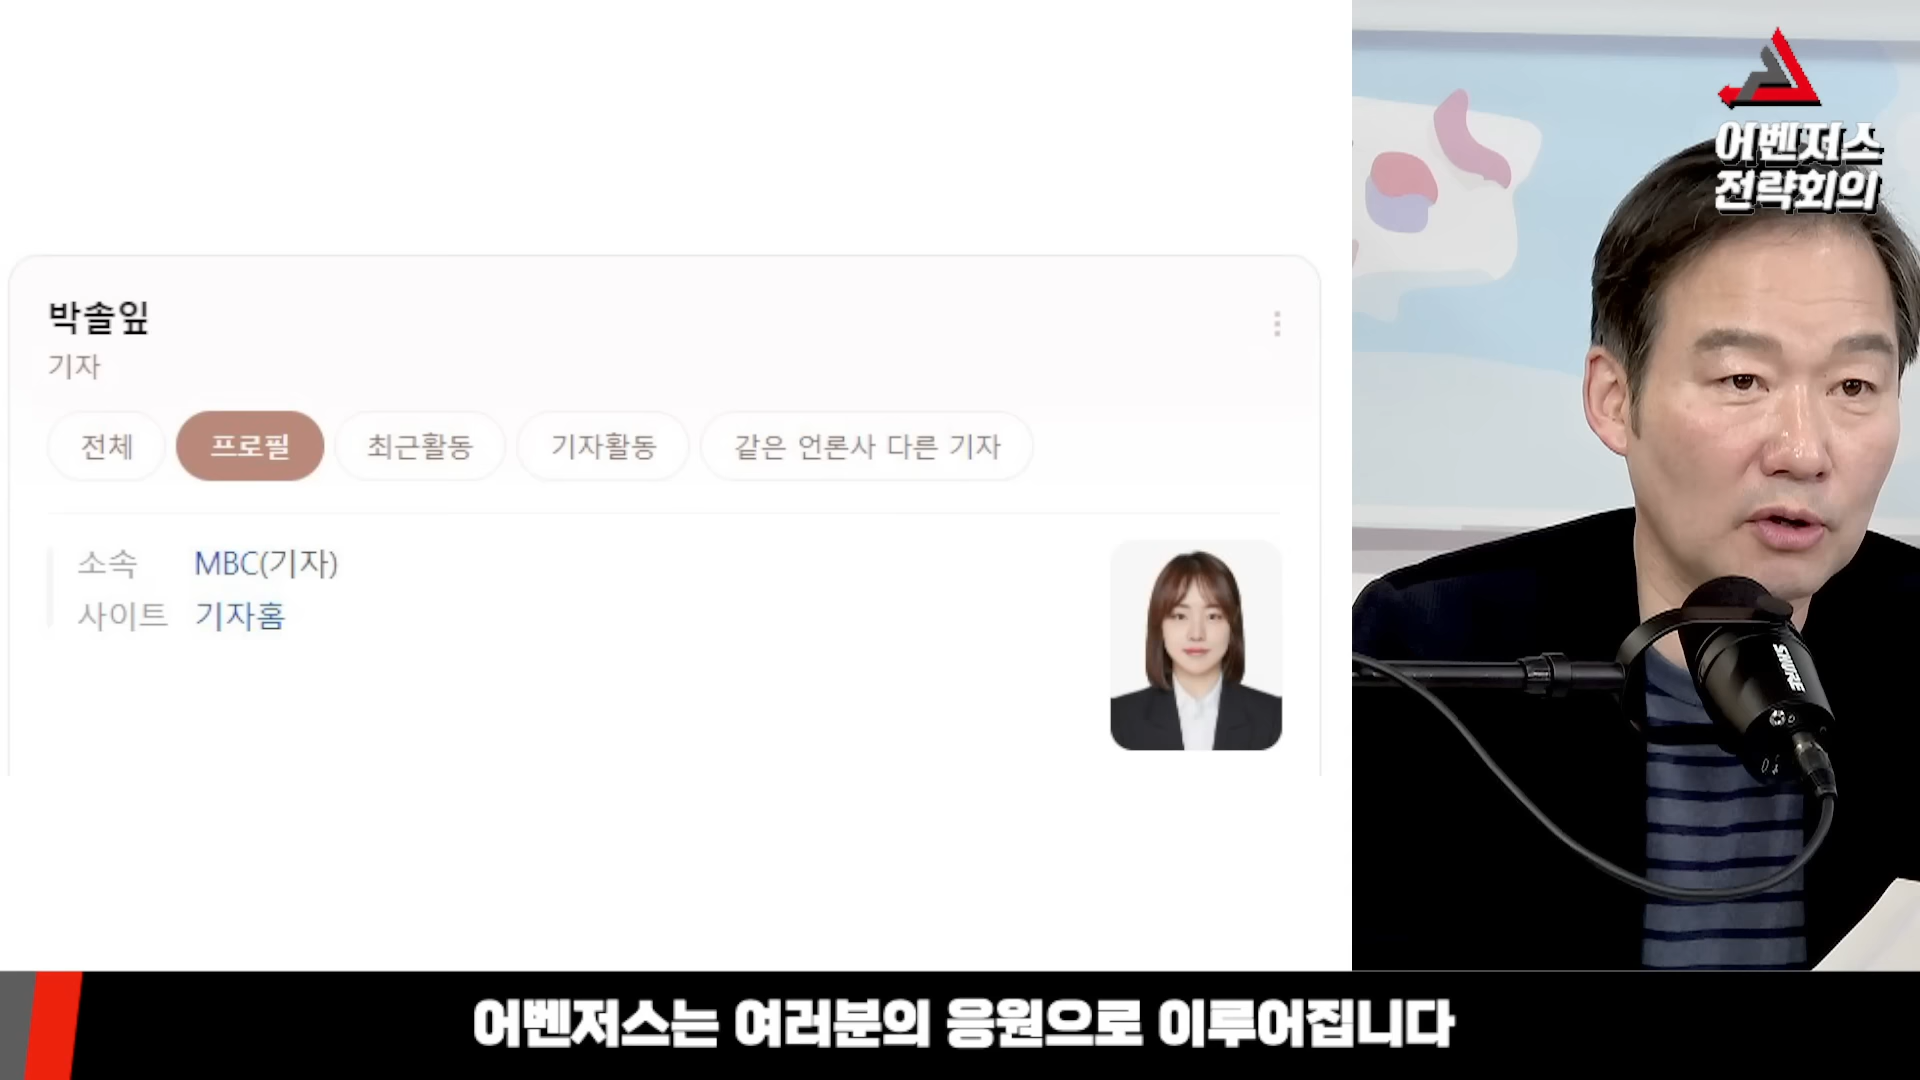 박솔잎
기자
전체
프로필
최근활동
기자활동
같은 언론사 다른 기자
소속 MBC(기자)
사이트 기자홈
어벤저스
전략회의
SHURE
어벤저스는 여러분의 응원으로 이루어집니다